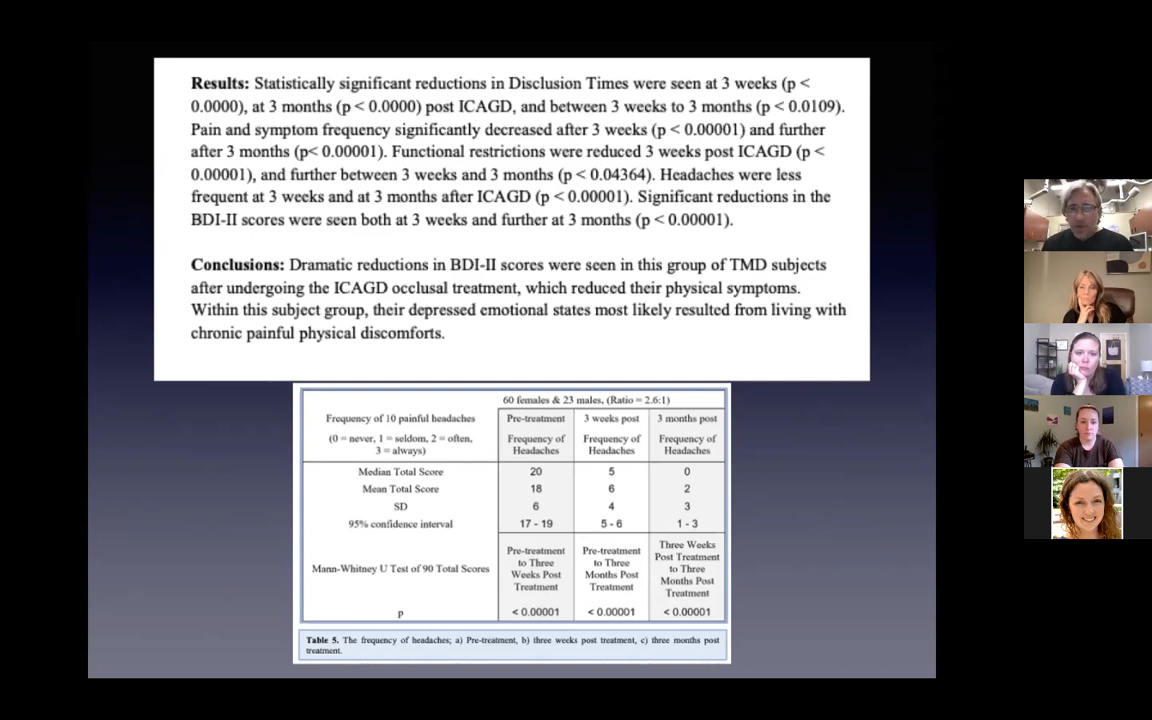 Results: Statistically significant reductions in Disclusion Times were seen at 3 weeks (p <
0.0000), at 3 months (p < 0.0000) post ICAGD, and between 3 weeks to 3 months (p < 0.0109).
Pain and symptom frequency significantly decreased after 3 weeks (p < 0.00001) and further
after 3 months (p< 0.00001). Functional restrictions were reduced 3 weeks post ICAGD (p <
0.00001), and further between 3 weeks and 3 months (p < 0.04364). Headaches were less
frequent at 3 weeks and at 3 months after ICAGD (p < 0.00001). Significant reductions in the
BDI-II scores were seen both at 3 weeks and further at 3 months (p < 0.00001).
Conclusions: Dramatic reductions in BDI-II scores were seen in this group of TMD subjects
after undergoing the ICAGD occlusal treatment, which reduced their physical symptoms.
Within this subject group, their depressed emotional states most likely resulted from living with
chronic painful physical discomforts.
60 females & 23 males, (Ratio = 2.6:1)
Frequency of 10 painful headaches Pre-treatment 3 weeks post 3 months post
(0 = never, 1 = seldom, 2 = often, Frequency of Frequency of Frequency of
3 = always) Headaches Headaches Headaches
Median Total Score 20 5 0
Mean Total Score 18 6 2
SD 6 4 3
95% confidence interval 17 - 19 5 - 6 1 - 3
Mann-Whitney U Test of 90 Total Scores
Pre-treatment
to Three
Weeks Post
Treatment
Pre-treatment
to Three
Months Post
Treatment
Three Weeks
Post Treatment
to Three
Months Post
Treatment
p < 0.00001 < 0.00001 < 0.00001
Table 5. The frequency of headaches; a) Pre-treatment, b) three weeks post treatment, c) three months post
treatment.